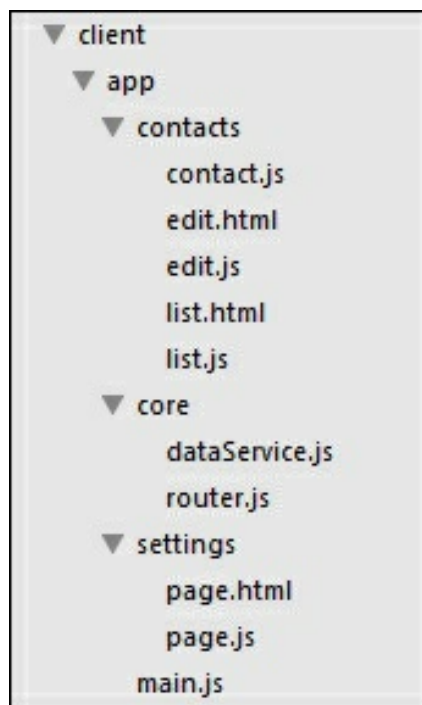 client
app
contacts
contact.js
edit.html
edit.js
list.html
list.js
core
dataService.js
router.js
settings
page.html
page.js
main.js